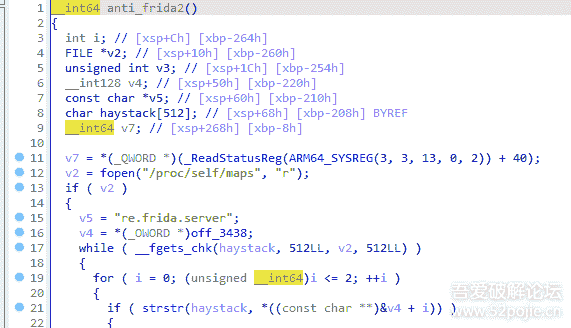 1 __int64 anti_frida2()
2 {
3 int i; // [xsp+Ch] [xbp-264h]
4 FILE *v2; // [xsp+10h] [xbp-260h]
5 unsigned int v3; // [xsp+1Ch] [xbp-254h]
6 __int128 v4; // [xsp+50h] [xbp-220h]
7 const char *v5; // [xsp+60h] [xbp-210h]
8 char haystack[512]; // [xsp+68h] [xbp-208h] BYREF
9 __int64 v7; // [xsp+268h] [xbp-8h]
10
11 v7 = *(_QWORD *)(_ReadStatusReg(ARM64_SYSREG(3, 3, 13, 0, 2)) + 40);
12 v2 = fopen("/proc/self/maps", "r");
13 if ( v2 )
14 {
15 v5 = "re.frida.server";
16 v4 = *(_OWORD *)off_3438;
17 while ( __fgets_chk(haystack, 512LL, v2, 512LL) )
18 {
19 for ( i = 0; (unsigned __int64)i <= 2; ++i )
20 {
21 if ( strstr(haystack, *((const char **)&v4 + i)) )
22 {
吾爱破解论坛
www.52pojie.cn